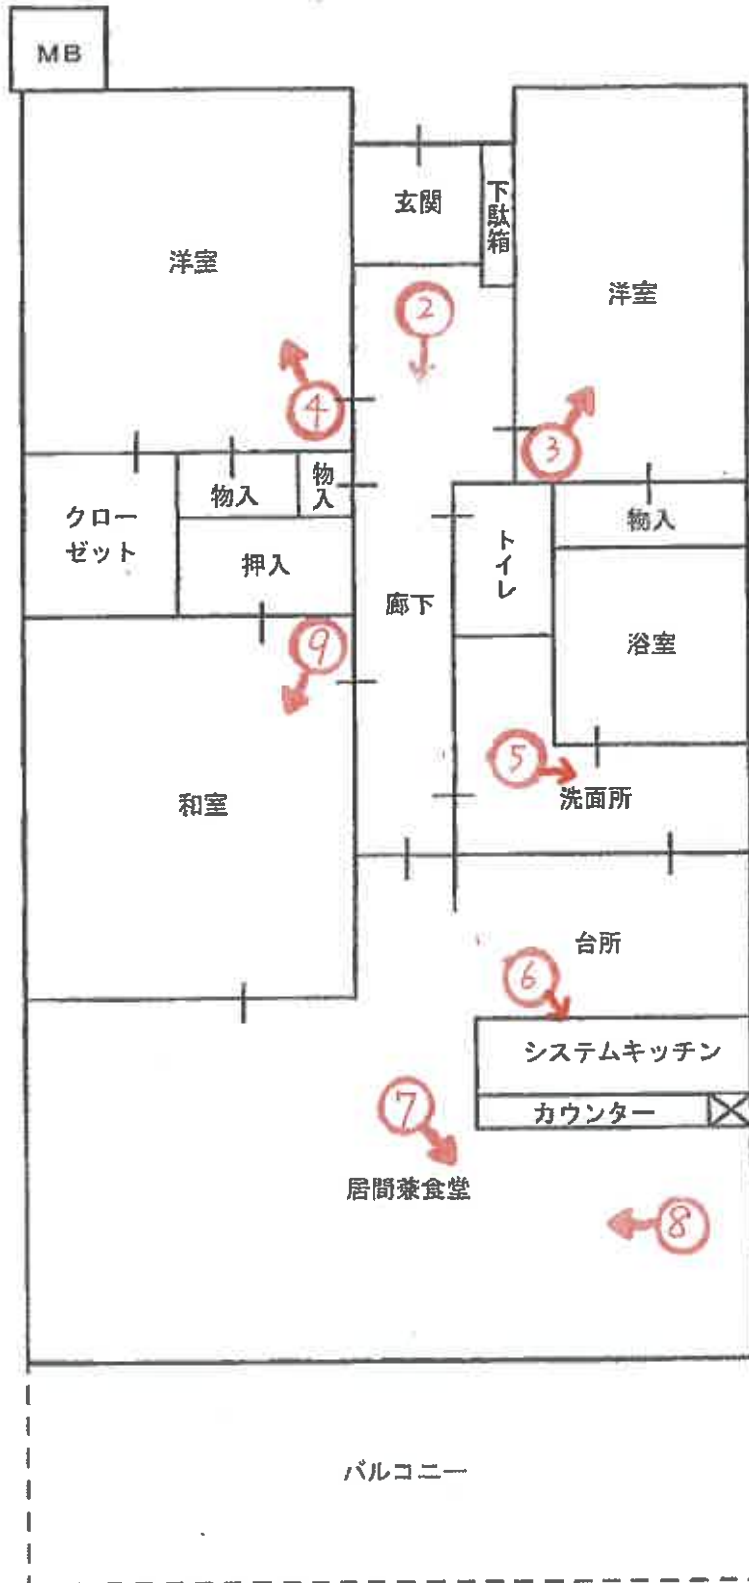 MB
玄関
下駄箱
洋室
洋室
②
④
③
クロー
ゼット
物入
物入
押入
トイレ
物入
廊下
浴室
⑨
⑤
和室
洗面所
台所
⑥
システムキッチン
カウンター
⑦
居間兼食堂
⑧
バルコニー